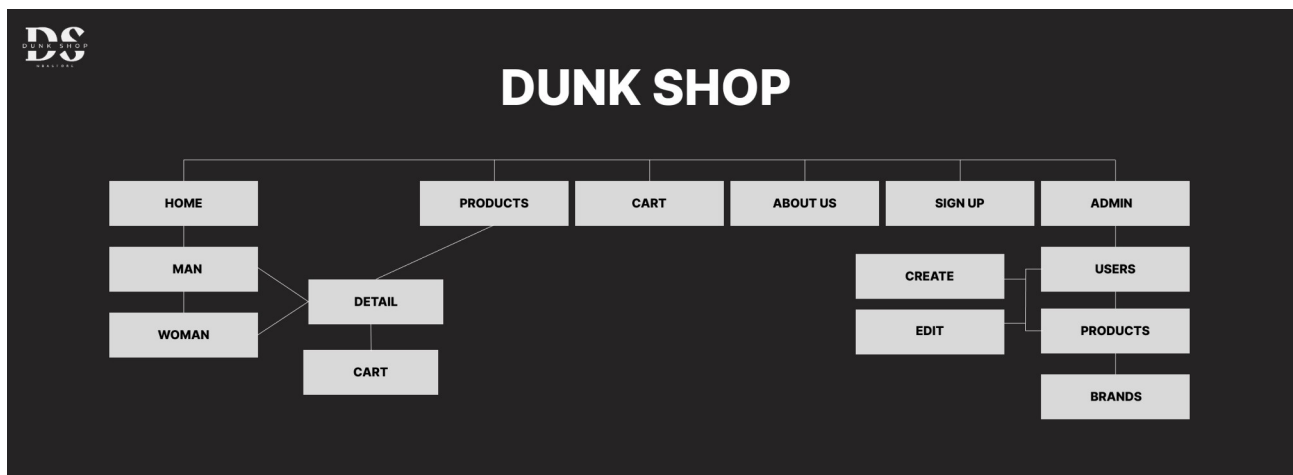 DS
DUNK SHOP
DUNK SHOP
HOME
PRODUCTS
CART
ABOUT US
SIGN UP
ADMIN
MAN
WOMAN
DETAIL
CART
CREATE
EDIT
USERS
PRODUCTS
BRANDS